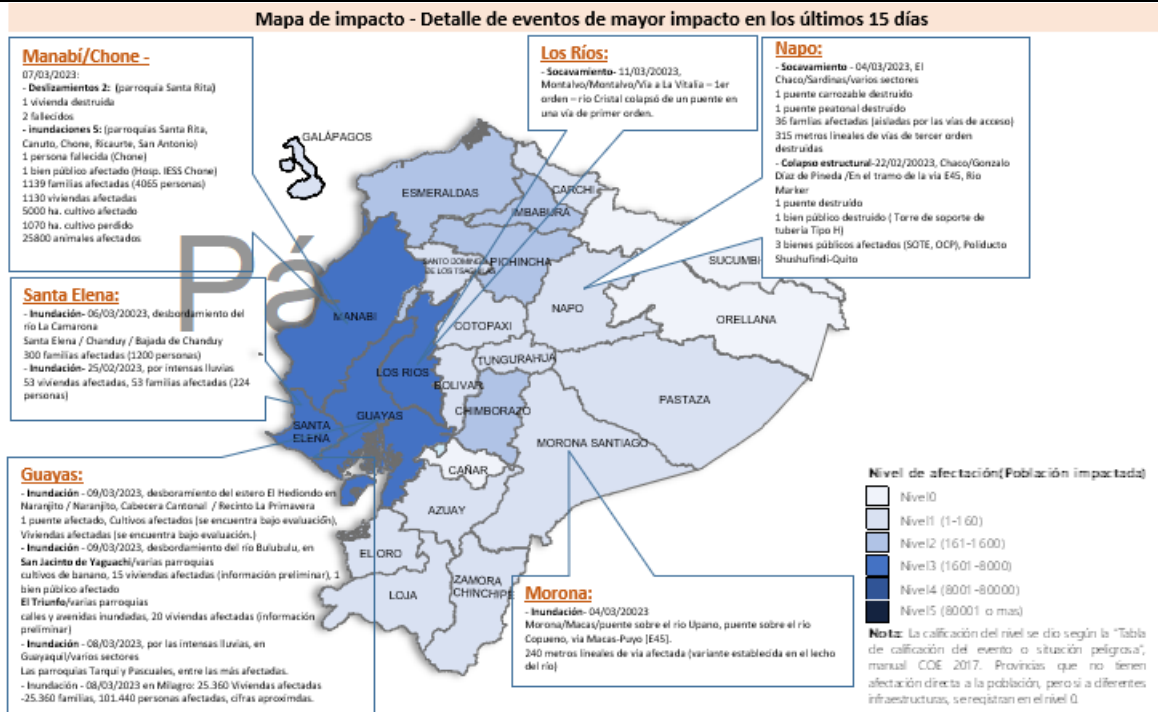 Mapa de impacto - Detalle de eventos de mayor impacto en los últimos 15 días
Manabí/Chone -
07/03/2023:
- Deslizamientos 2: (parroquia Santa Rita)
1 vivienda destruida
2 fallecidos
- inundaciones 5: (parroquias Santa Rita,
Canuto, Chone, Ricaurte, San Antonio)
1 persona fallecida (Chone)
1 bien público afectado (Hosp. IESS Chone)
1139 familias afectadas (4065 personas)
1130 viviendas afectadas
5000 ha. cultivo afectado
1070 ha. cultivo perdido
25800 animales afectados
Los Ríos:
- Socavamiento- 11/03/20023,
Montalvo/Montalvo/Vía a La Vitalia – 1er
orden – río Cristal colapsó de un puente en
una vía de primer orden.
Napo:
- Socavamiento - 04/03/2023, El
Chaco/Sardinas/varios sectores
1 puente carrozable destruido
1 puente peatonal destruido
36 familias afectadas (aisladas por las vías de acceso)
315 metros lineales de vías de tercer orden
destruidas
- Colapso estructural-22/02/20023, Chaco/Gonzalo
Díaz de Pineda /En el tramo de la vía E45, Río
Marker
1 puente destruido
1 bien público destruido ( Torre de soporte de
tubería Tipo H)
3 bienes públicos afectados (SOTE, OCP), Poliducto
Shushufindi-Quito
Santa Elena:
- Inundación- 06/03/20023, desbordamiento del
río La Camarona
Santa Elena / Chanduy / Bajada de Chanduy
300 familias afectadas (1200 personas)
- Inundación- 25/02/2023, por intensas lluvias
53 viviendas afectadas, 53 familias afectadas (224
personas)
Guayas:
- Inundación - 09/03/2023, desboramiento del estero El Hediondo en
Naranjito / Naranjito, Cabecera Cantonal / Recinto La Primavera
1 puente afectado, Cultivos afectados (se encuentra bajo evaluación),
Viviendas afectadas (se encuentra bajo evaluación.)
- Inundación - 09/03/2023, desbordamiento del río Bulubulu, en
San Jacinto de Yaguachi/varias parroquias
cultivos de banano, 15 viviendas afectadas (información preliminar), 1
bien público afectado
El Triunfo/varias parroquias
calles y avenidas inundadas, 20 viviendas afectadas (información
preliminar)
- Inundación - 08/03/2023, por las intensas lluvias, en
Guayaquil/varios sectores
Las parroquias Tarqui y Pascuales, entre las más afectadas.
- Inundación - 08/03/2023 en Milagro: 25.360 Viviendas afectadas
-25.360 familias, 101.440 personas afectadas, cifras aproximdas.
Morona:
- Inundación- 04/03/20023
Morona/Macas/puente sobre el río Upano, puente sobre el río
Copueno, vía Macas-Puyo [E45].
240 metros lineales de vía afectada (variante establecida en el lecho
del río)
GALÁPAGOS
ESMERALDAS
CARCHI
IMBABURA
SANTO DOMINGO
DE LOS TSACHILAS
PICHINCHA
SUCUMBI
NAPO
ORELLANA
MANABI
COTOPAXI
TUNGURAHUA
LOS RIOS
BOLIVAR
PASTAZA
CHIMBORAZO
GUAYAS
SANTA
ELENA
MORONA SANTIAGO
CAÑAR
AZUAY
EL ORO
LOJA
ZAMORA
CHINCHIPE
Pá
Nivel de afectación(Población impactada)
Nivel0
Nivel1 (1-160)
Nivel2 (161-1600)
Nivel3 (1601-8000)
Nivel4 (8001-80000)
Nivel5 (80001 o mas)
Nota: La calificación del nivel se dio según la "Tabla
de calificación del evento o situación peligrosa",
manual COE 2017. Provincias que no tienen
afectación directa a la población, pero si a diferentes
infraestructuras, se registran en el nivel 0.